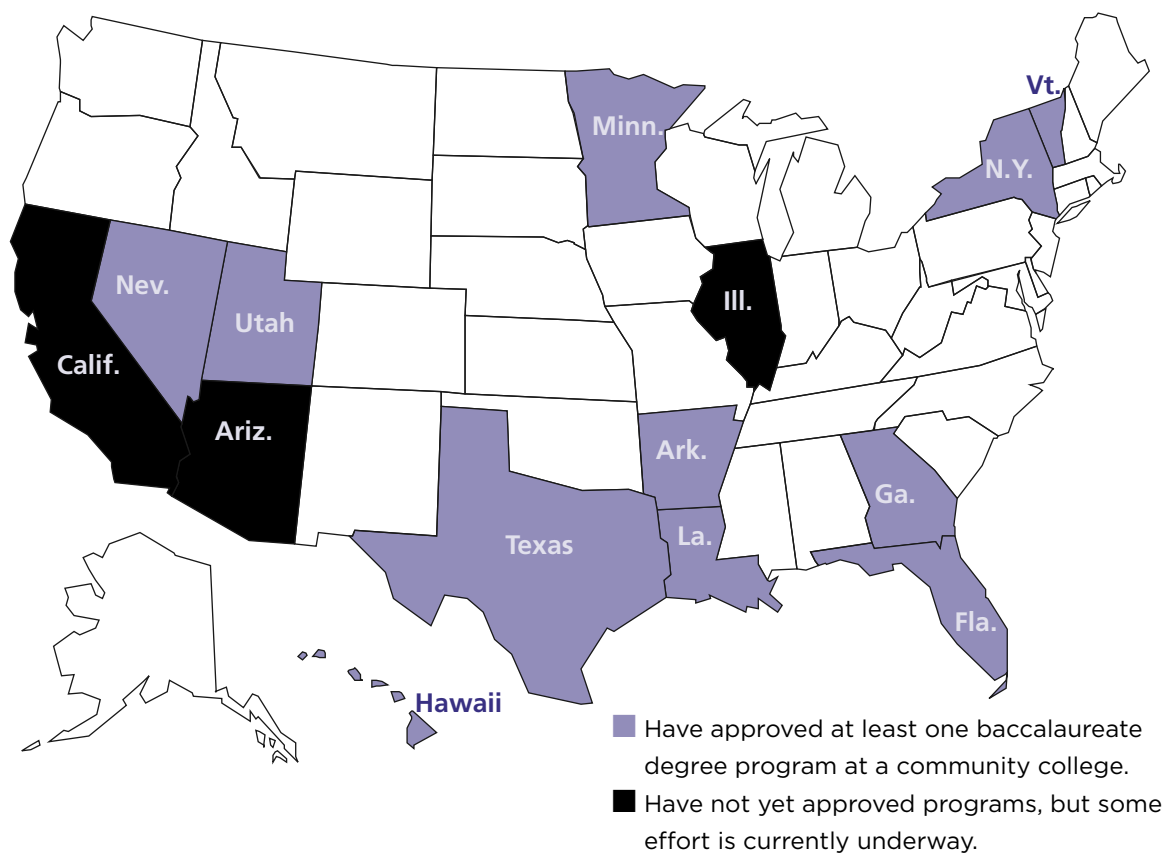 Vt.
Minn.
N.Y.
Nev.
Ill.
Utah
Calif.
Ariz.
Ark.
Ga.
La.
Texas
Fla.
Hawaii
Have approved at least one baccalaureate
degree program at a community college.
Have not yet approved programs, but some
effort is currently underway.